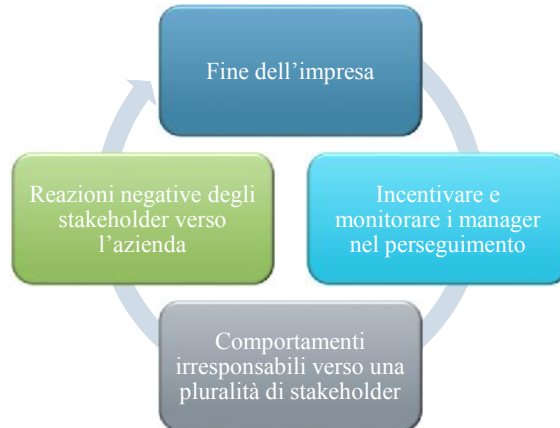 Fine dell’impresa
Incentivare e
monitorare i manager
nel perseguimento
Comportamenti
irresponsabili verso una
pluralità di stakeholder
Reazioni negative degli
stakeholder verso
l’azienda